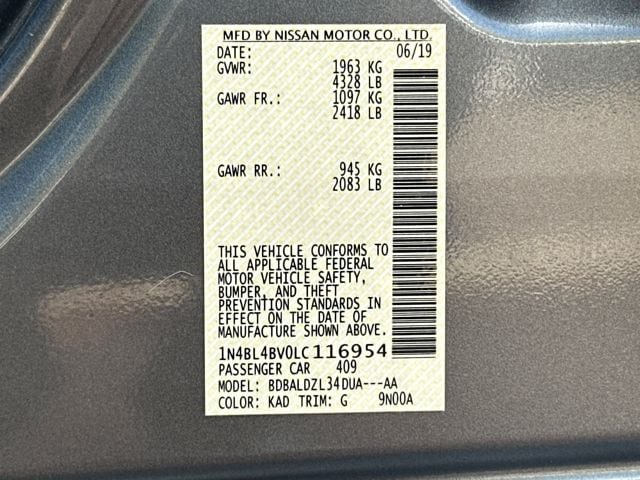 MFD BY NISSAN MOTOR CO., LTD.
DATE: 06/19
GVWR: 1963 KG
4328 LB
GAWR FR.: 1097 KG
2418 LB
GAWR RR.: 945 KG
2083 LB
THIS VEHICLE CONFORMS TO
ALL APPLICABLE FEDERAL
MOTOR VEHICLE SAFETY,
BUMPER, AND THEFT
PREVENTION STANDARDS IN
EFFECT ON THE DATE OF
MANUFACTURE SHOWN ABOVE.
1N4BL4BV0LC116954
PASSENGER CAR 409
MODEL: BDBALDZL34DUA---AA
COLOR: KAD TRIM: G 9N00A